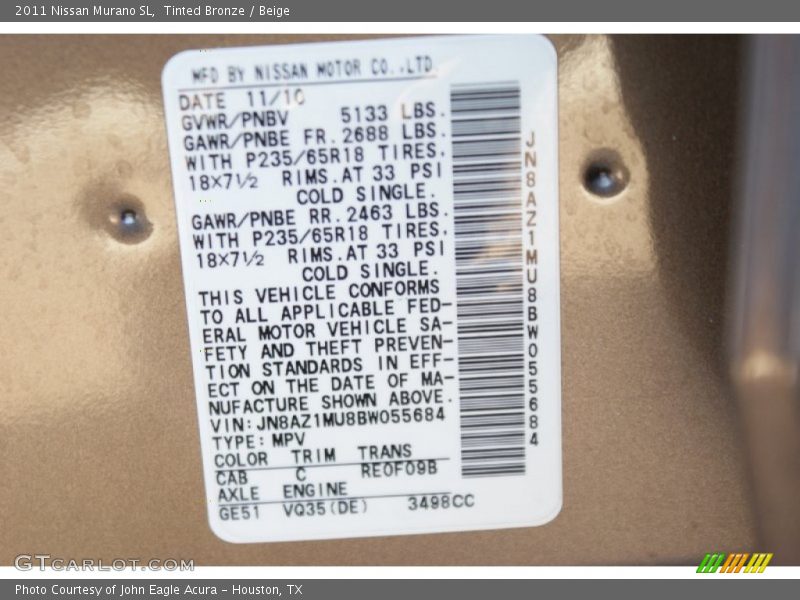 2011 Nissan Murano SL,  Tinted Bronze / Beige
MFD BY NISSAN MOTOR CO.,LTD.
DATE 11/10
GVWR/PNBV 5133 LBS.
GAWR/PNBE FR. 2688 LBS.
WITH P235/65R18 TIRES.
18×7½ RIMS.AT 33 PSI
COLD SINGLE.
GAWR/PNBE RR. 2463 LBS.
WITH P235/65R18 TIRES.
18×7½ RIMS.AT 33 PSI
COLD SINGLE.
THIS VEHICLE CONFORMS
TO ALL APPLICABLE FED-
ERAL MOTOR VEHICLE SA-
FETY AND THEFT PREVEN-
TION STANDARDS IN EFF-
ECT ON THE DATE OF MA-
NUFACTURE SHOWN ABOVE.
VIN:JN8AZ1MU8BW055684
TYPE:MPV
COLOR TRIM TRANS
CAB C RE0F09B
AXLE ENGINE
GE51 VQ35(DE) 3498CC
JN8AZ1MU8BW055684
GTCarLot.com
Photo Courtesy of John Eagle Acura - Houston, TX